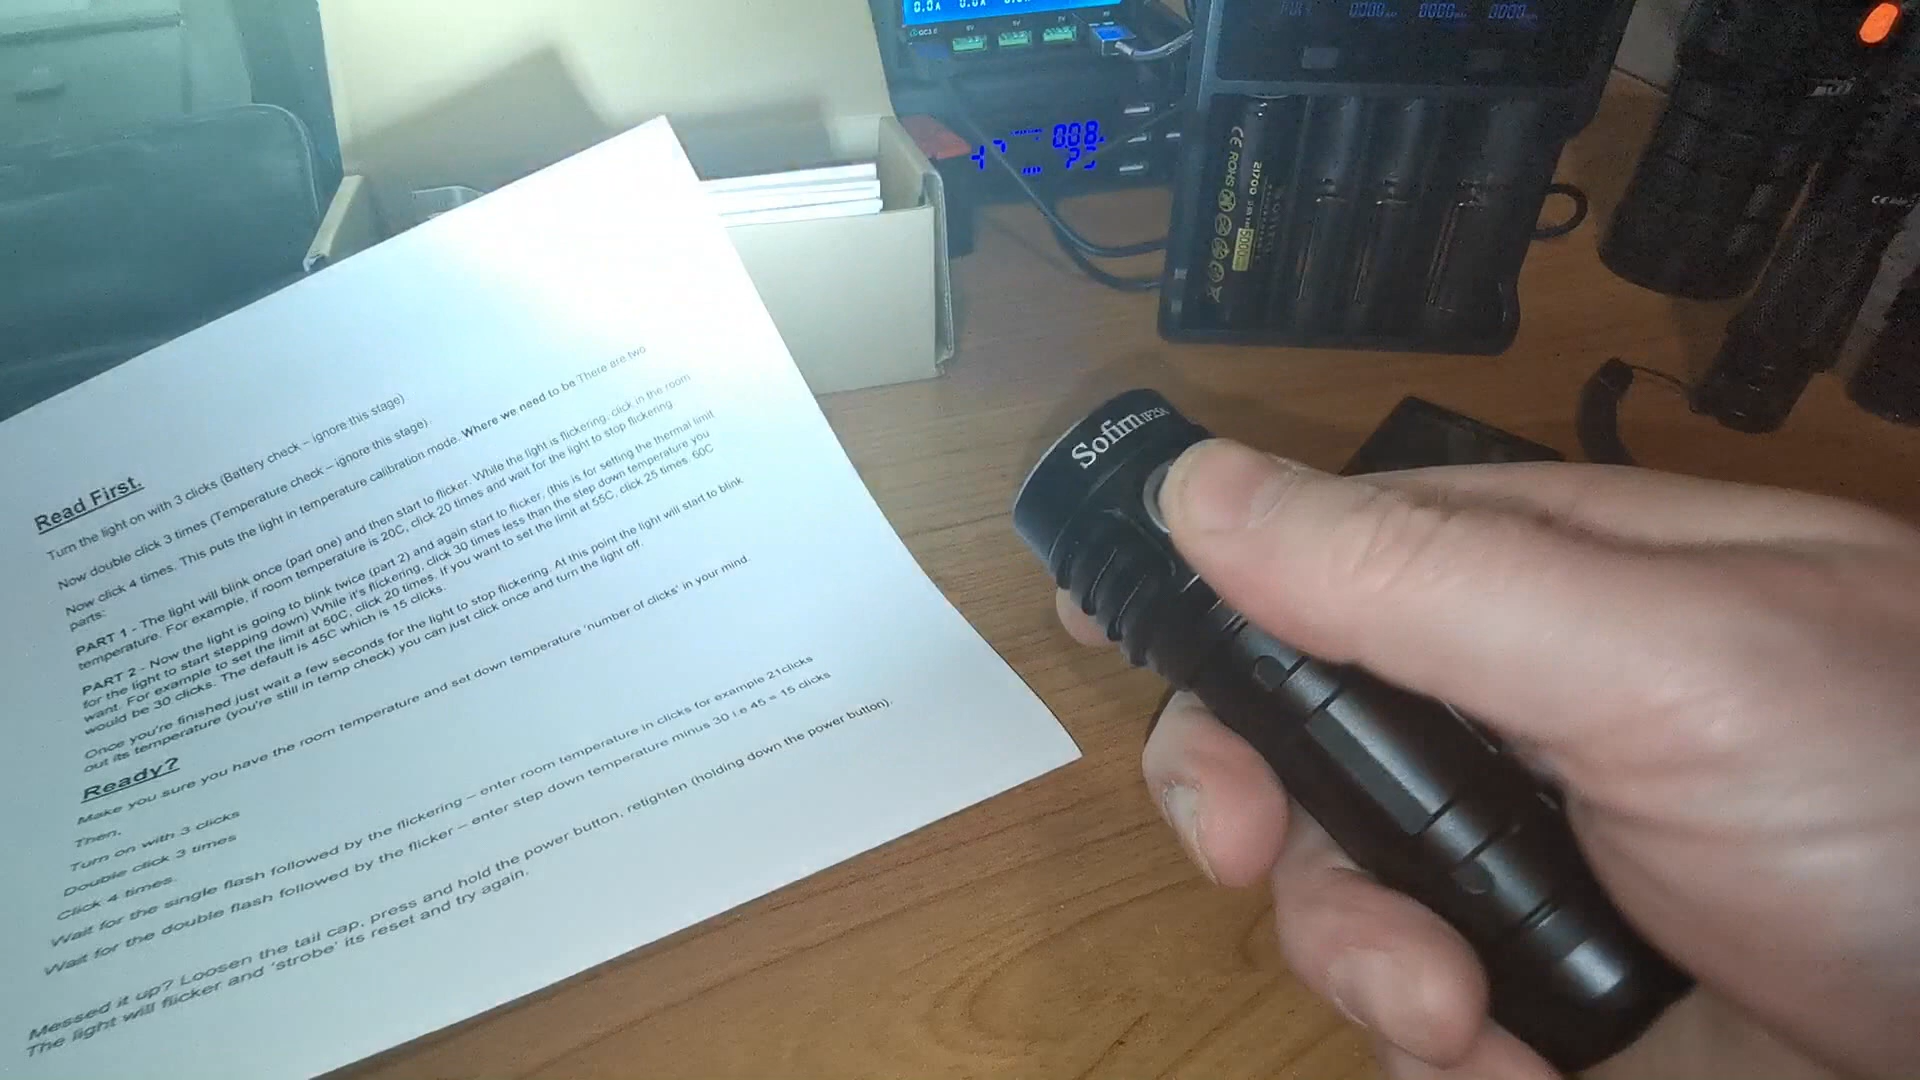 0.0A 0.0A
QC3.0 5V 5V 5V
008
CE ROHS
21700
5000
Sofirn IF25A
CE
Read First.
Turn the light on with 3 clicks (Battery check – ignore this stage)
Now double click 3 times (Temperature check – ignore this stage).
Now click 4 times. This puts the light in temperature calibration mode. Where we need to be There are two
parts:
PART 1 - The light will blink once (part one) and then start to flicker. While the light is flickering, click in the room
temperature. For example, if room temperature is 20C, click 20 times and wait for the light to stop flickering
PART 2 - Now the light is going to blink twice (part 2) and again start to flicker, (this is for setting the thermal limit
for the light to start stepping down) While it's flickering, click 30 times less than the step down temperature you
want. For example to set the limit at 50C, click 20 times. If you want to set the limit at 55C, click 25 times. 60C
would be 30 clicks. The default is 45C which is 15 clicks.
Once you're finished just wait a few seconds for the light to stop flickering. At this point the light will start to blink
out its temperature (you're still in temp check) you can just click once and turn the light off.
Ready?
Make you sure you have the room temperature and set down temperature 'number of clicks' in your mind.
Then,
Turn on with 3 clicks
Double click 3 times
Click 4 times.
Wait for the single flash followed by the flickering – enter room temperature in clicks for example 21clicks
Wait for the double flash followed by the flicker – enter step down temperature minus 30 i.e 45 = 15 clicks
Messed it up? Loosen the tail cap, press and hold the power button, retighten (holding down the power button).
The light will flicker and 'strobe' its reset and try again.